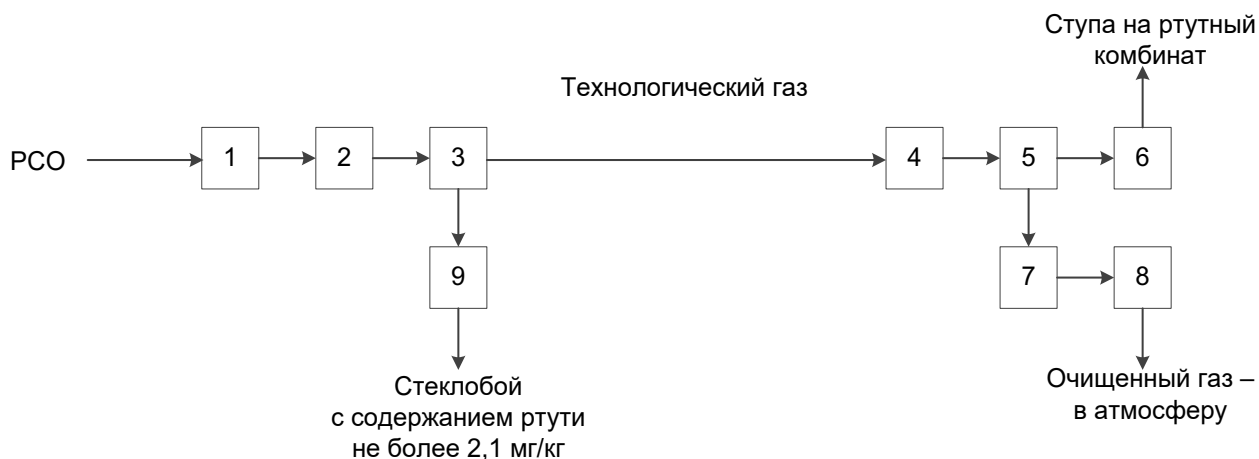 Ступа на ртутный
комбинат
Технологический газ
РСО
1
2
3
4
5
6
9
7
8
Стеклобой
с содержанием ртути
не более 2,1 мг/кг
Очищенный газ –
в атмосферу